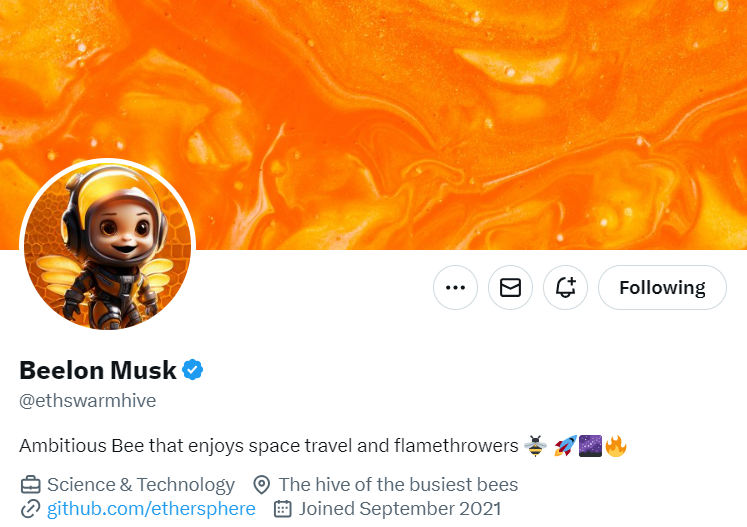 Following
Beelon Musk
@ethswarmhive
Ambitious Bee that enjoys space travel and flamethrowers 🐝 🚀🌌🔥
Science & Technology The hive of the busiest bees
github.com/ethersphere Joined September 2021